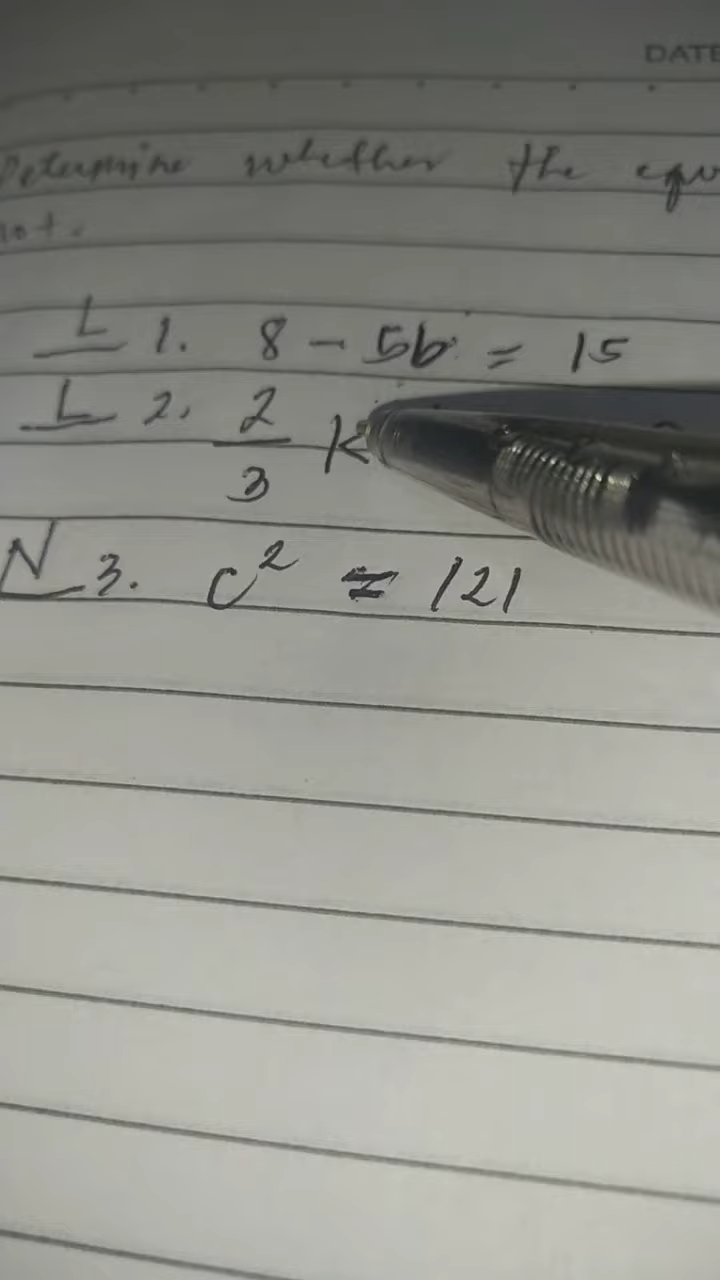 DATE
Determine whether the equ
not.
L 1. 8 - 5b = 15
L 2. 2/3 k
N 3. c² = 121